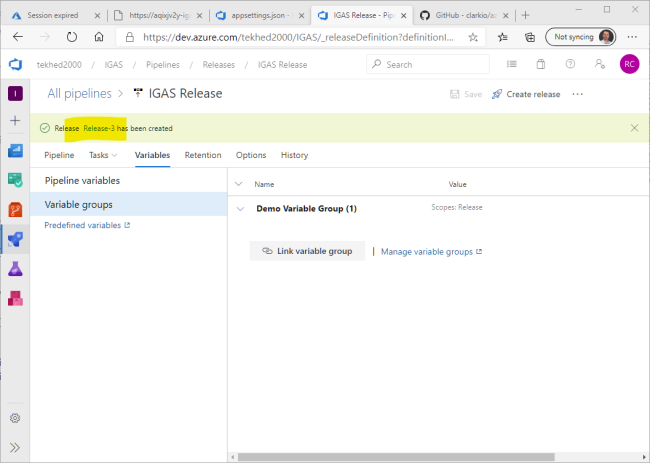 Session expired
https://aqixjv2y-ig
appsettings.json -
IGAS Release - Pip
GitHub - clarkio/az
https://dev.azure.com/tekhed2000/IGAS/_releaseDefinition?definitionI...
Not syncing
tekhed2000 / IGAS / Pipelines / Releases / IGAS Release
Search
RC
I
All pipelines > IGAS Release
Save
Create release
Release Release-3 has been created
Pipeline Tasks Variables Retention Options History
Pipeline variables
Variable groups
Predefined variables
Name Value
Demo Variable Group (1) Scopes: Release
Link variable group | Manage variable groups